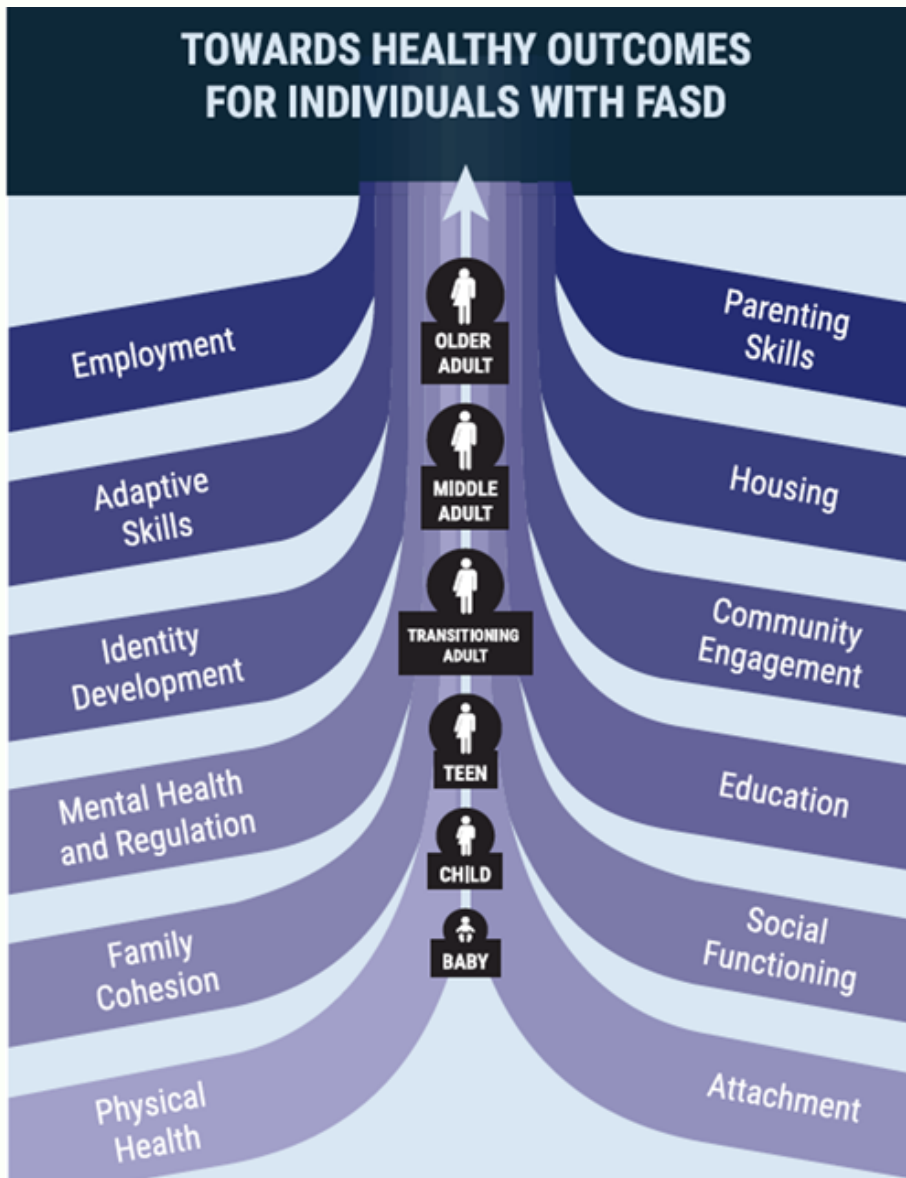 TOWARDS HEALTHY OUTCOMES
FOR INDIVIDUALS WITH FASD
Employment
Parenting
Skills
OLDER
ADULT
Adaptive
Skills
Housing
MIDDLE
ADULT
Identity
Development
Community
Engagement
TRANSITIONING
ADULT
Mental Health
and Regulation
Education
TEEN
CHILD
Family
Cohesion
Social
Functioning
BABY
Physical
Health
Attachment